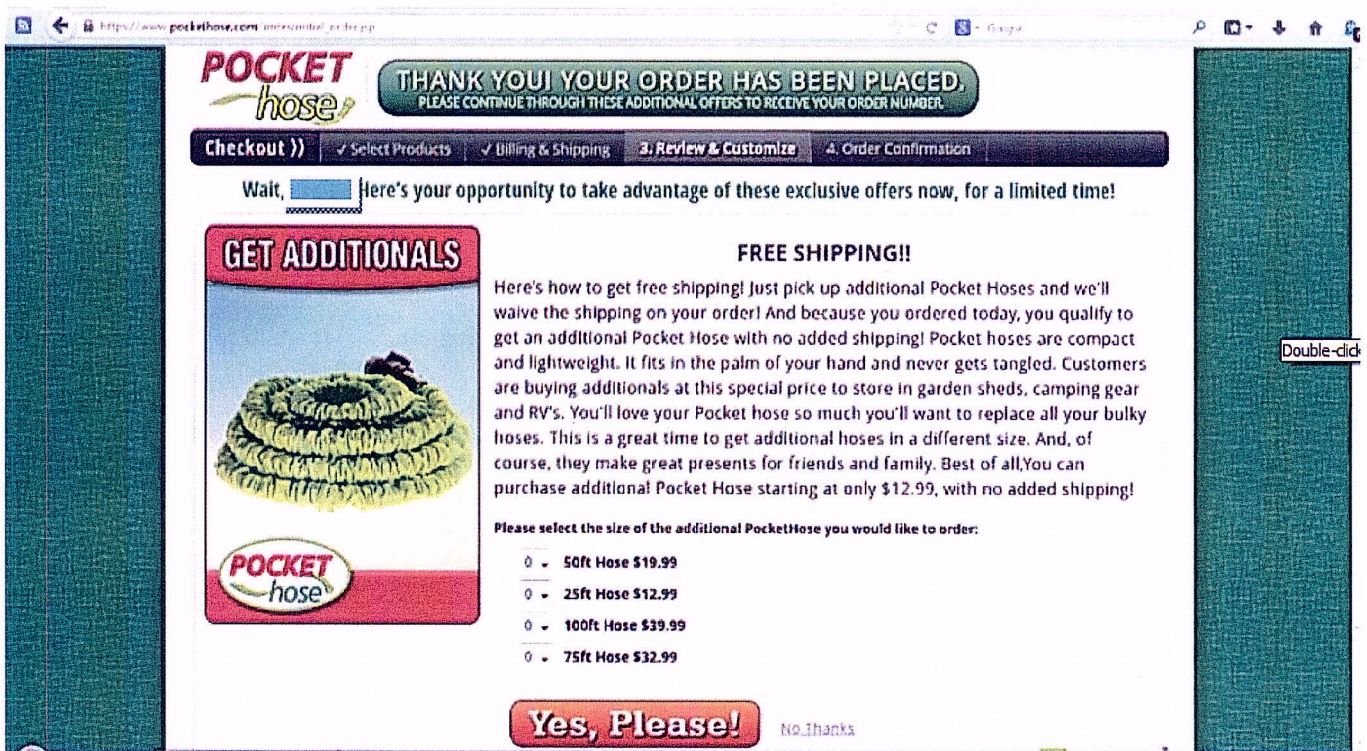 https://www.pockethose.com
Google
POCKET
hose
THANK YOU! YOUR ORDER HAS BEEN PLACED.
PLEASE CONTINUE THROUGH THESE ADDITIONAL OFFERS TO RECEIVE YOUR ORDER NUMBER.
Checkout ⟩⟩ ✓ Select Products ✓ Billing & Shipping 3. Review & Customize 4. Order Confirmation
Wait, Here's your opportunity to take advantage of these exclusive offers now, for a limited time!
GET ADDITIONALS
FREE SHIPPING!!
Here's how to get free shipping! Just pick up additional Pocket Hoses and we'll
waive the shipping on your order! And because you ordered today, you qualify to
get an additional Pocket Hose with no added shipping! Pocket hoses are compact
and lightweight. It fits in the palm of your hand and never gets tangled. Customers
are buying additionals at this special price to store in garden sheds, camping gear
and RV's. You'll love your Pocket hose so much you'll want to replace all your bulky
hoses. This is a great time to get additional hoses in a different size. And, of
course, they make great presents for friends and family. Best of all,You can
purchase additional Pocket Hose starting at only $12.99, with no added shipping!
Double-click
Please select the size of the additional PocketHose you would like to order:
0 50ft Hose $19.99
0 25ft Hose $12.99
0 100ft Hose $39.99
0 75ft Hose $32.99
POCKET
hose
Yes, Please! No Thanks